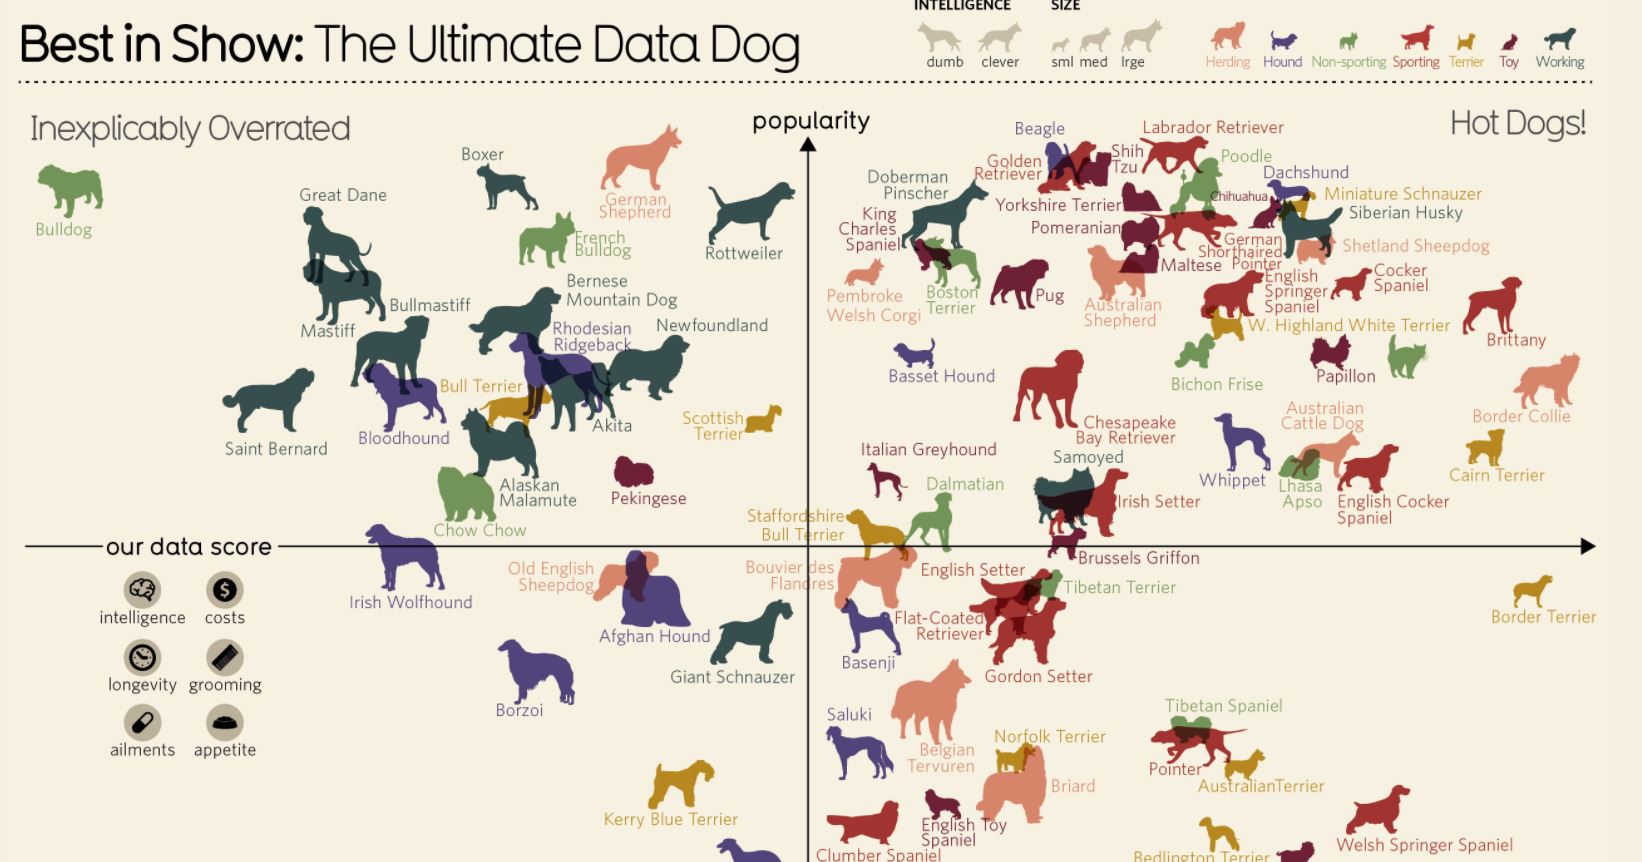 INTELLIGENCE
SIZE
Best in Show: The Ultimate Data Dog
dumb
clever
sml med lrge
Herding
Hound
Non-sporting
Sporting
Terrier
Toy
Working
Inexplicably Overrated
popularity
Hot Dogs!
Beagle
Labrador Retriever
Boxer
Golden
Retriever
Shih
Tzu
Poodle
Doberman
Pinscher
Dachshund
Great Dane
German
Shepherd
Yorkshire Terrier
Chihuahua
Miniature Schnauzer
Bulldog
King
Charles
Spaniel
Pomeranian
Siberian Husky
French
Bulldog
Rottweiler
German
Shorthaired
Pointer
Shetland Sheepdog
Maltese
Bernese
Mountain Dog
Pembroke
Welsh Corgi
Boston
Terrier
Pug
Australian
Shepherd
English
Springer
Spaniel
Cocker
Spaniel
Bullmastiff
Mastiff
Rhodesian
Ridgeback
Newfoundland
W. Highland White Terrier
Brittany
Basset Hound
Bichon Frise
Papillon
Bull Terrier
Border Collie
Saint Bernard
Bloodhound
Akita
Scottish
Terrier
Chesapeake
Bay Retriever
Australian
Cattle Dog
Italian Greyhound
Samoyed
Whippet
Lhasa
Apso
Cairn Terrier
Alaskan
Malamute
Pekingese
Dalmatian
Irish Setter
English Cocker
Spaniel
Chow Chow
Staffordshire
Bull Terrier
our data score
Brussels Griffon
Old English
Sheepdog
Bouvier des
Flandres
English Setter
Tibetan Terrier
Irish Wolfhound
intelligence
costs
Border Terrier
Afghan Hound
Flat-Coated
Retriever
Basenji
Giant Schnauzer
Gordon Setter
longevity
grooming
Borzoi
Saluki
Tibetan Spaniel
ailments
appetite
Belgian
Tervuren
Norfolk Terrier
Pointer
Briard
AustralianTerrier
Kerry Blue Terrier
English Toy
Spaniel
Welsh Springer Spaniel
Clumber Spaniel
Bedlington Terrier